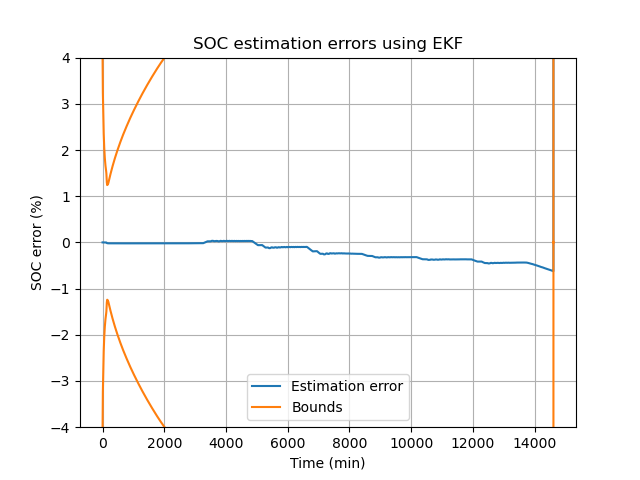 SOC estimation errors using EKF
SOC error (%)
4
3
2
1
0
−1
−2
−3
−4
Estimation error
Bounds
0 2000 4000 6000 8000 10000 12000 14000
Time (min)